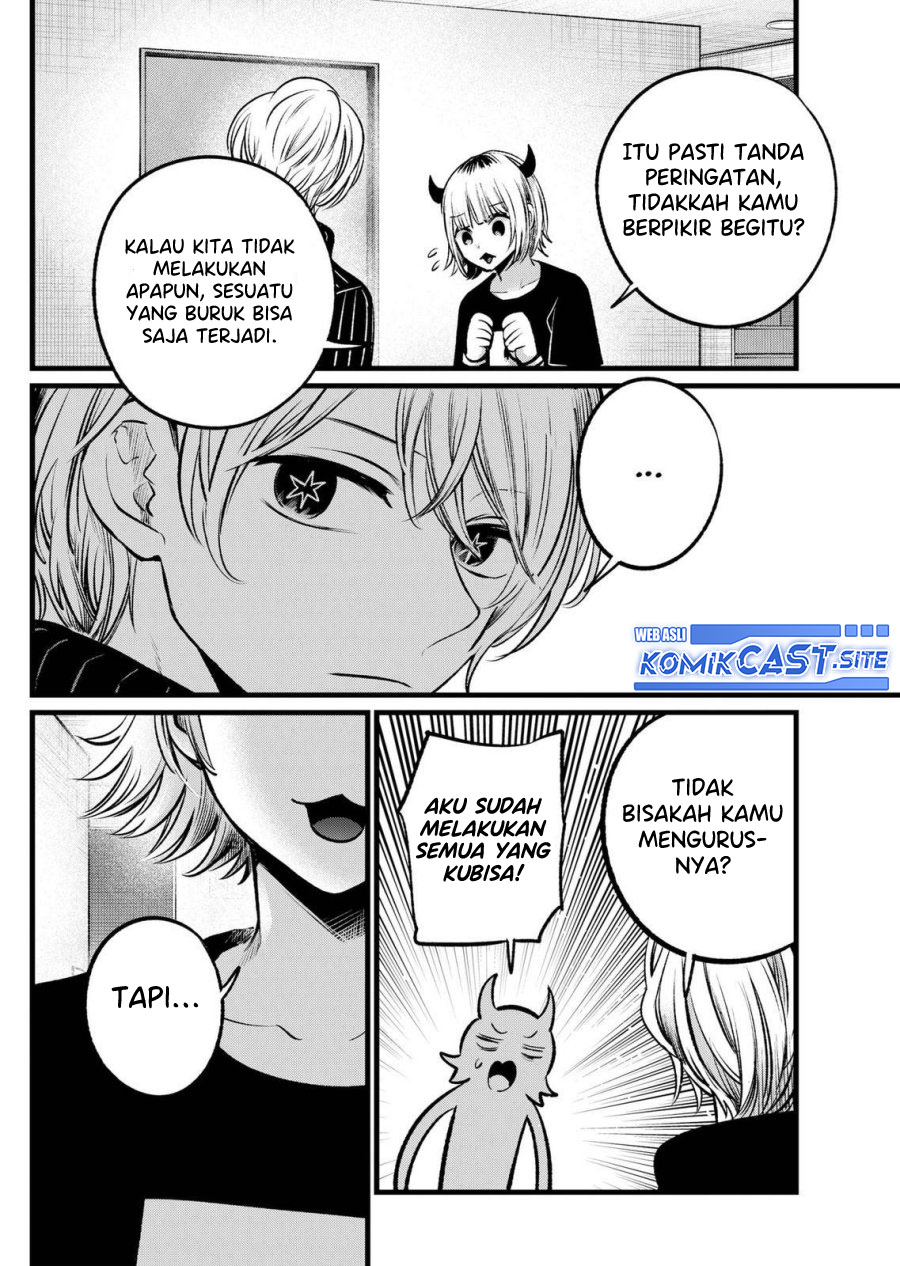 ITU PASTI TANDA
PERINGATAN,
TIDAKKAH KAMU
BERPIKIR BEGITU?
KALAU KITA TIDAK
MELAKUKAN
APAPUN, SESUATU
YANG BURUK BISA
SAJA TERJADI.
...
WEB ASLI
KOMIKCAST.SITE
TIDAK
BISAKAH KAMU
MENGURUS-
NYA?
AKU SUDAH
MELAKUKAN
SEMUA YANG
KUBISA!
TAPI...